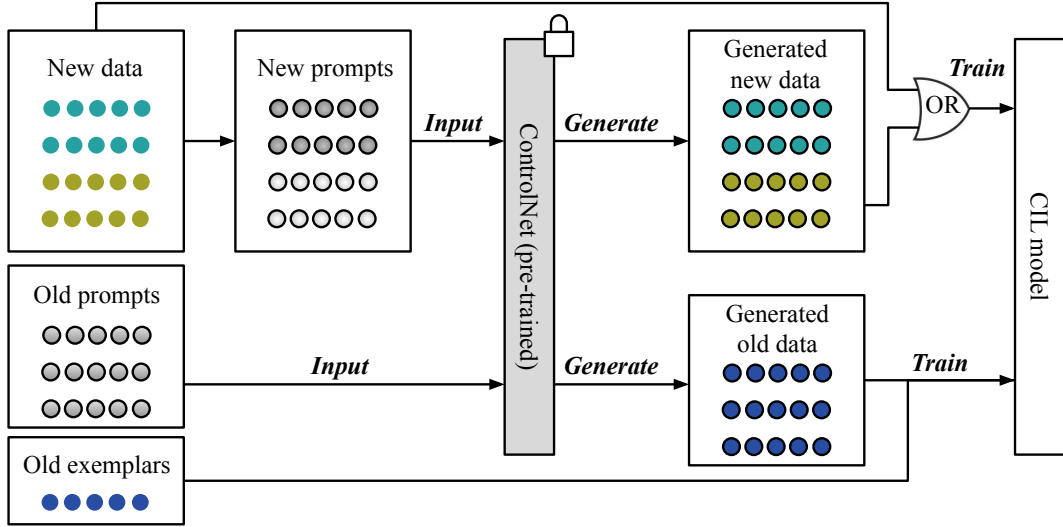 New data
New prompts
Input
ControlNet (pre-trained)
Generate
Generated
new data
OR
Train
CIL model
Old prompts
Input
Generate
Generated
old data
Train
Old exemplars